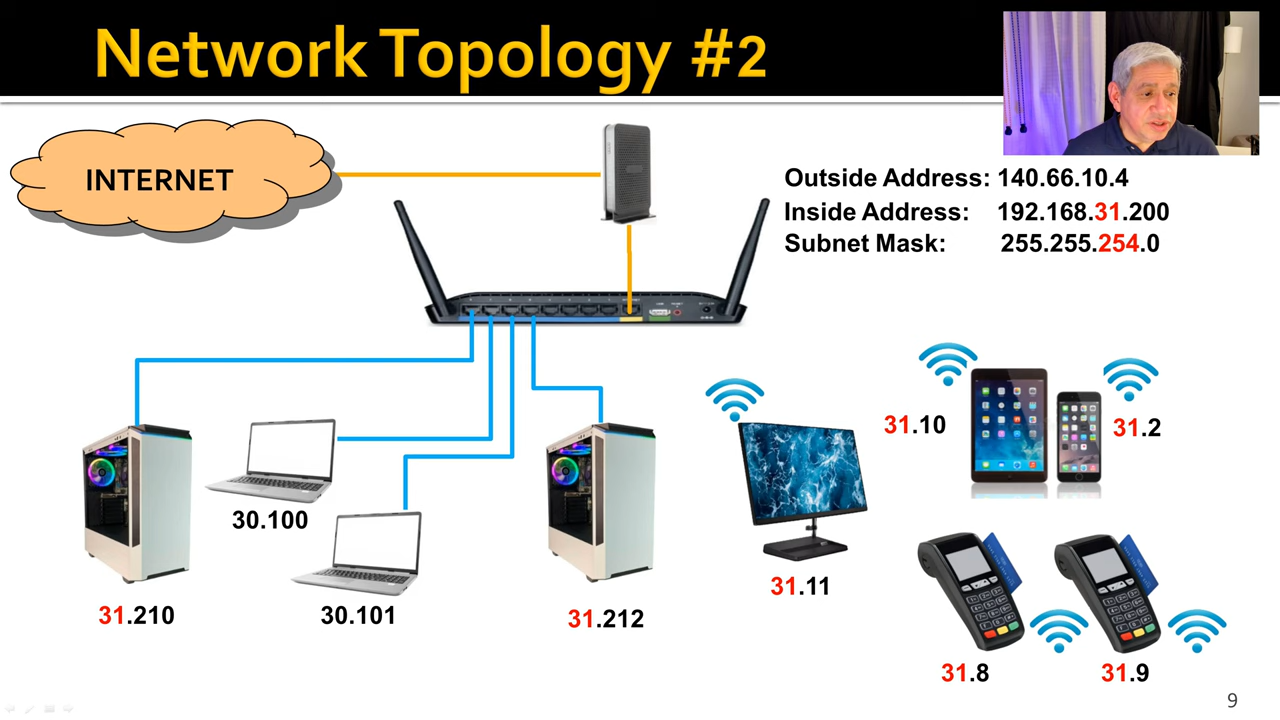 Network Topology #2
INTERNET
Outside Address: 140.66.10.4
Inside Address: 192.168.31.200
Subnet Mask: 255.255.254.0
31.10
31.2
30.100
31.11
31.210
30.101
31.212
31.8
31.9
9